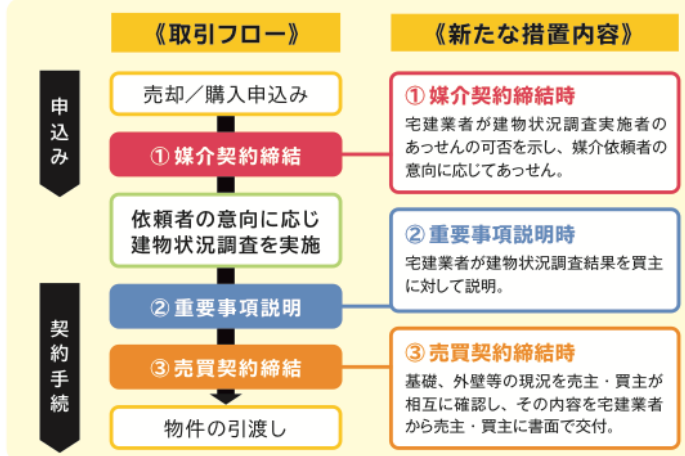 《取引フロー》
《新たな措置内容》
申込み
売却／購入申込み
①媒介契約締結
依頼者の意向に応じ
建物状況調査を実施
契約手続
②重要事項説明
③売買契約締結
物件の引渡し
①媒介契約締結時
宅建業者が建物状況調査実施者の
あっせんの可否を示し、媒介依頼者の
意向に応じてあっせん。
②重要事項説明時
宅建業者が建物状況調査結果を買主
に対して説明。
③売買契約締結時
基礎、外壁等の現況を売主・買主が
相互に確認し、その内容を宅建業者
から売主・買主に書面で交付。